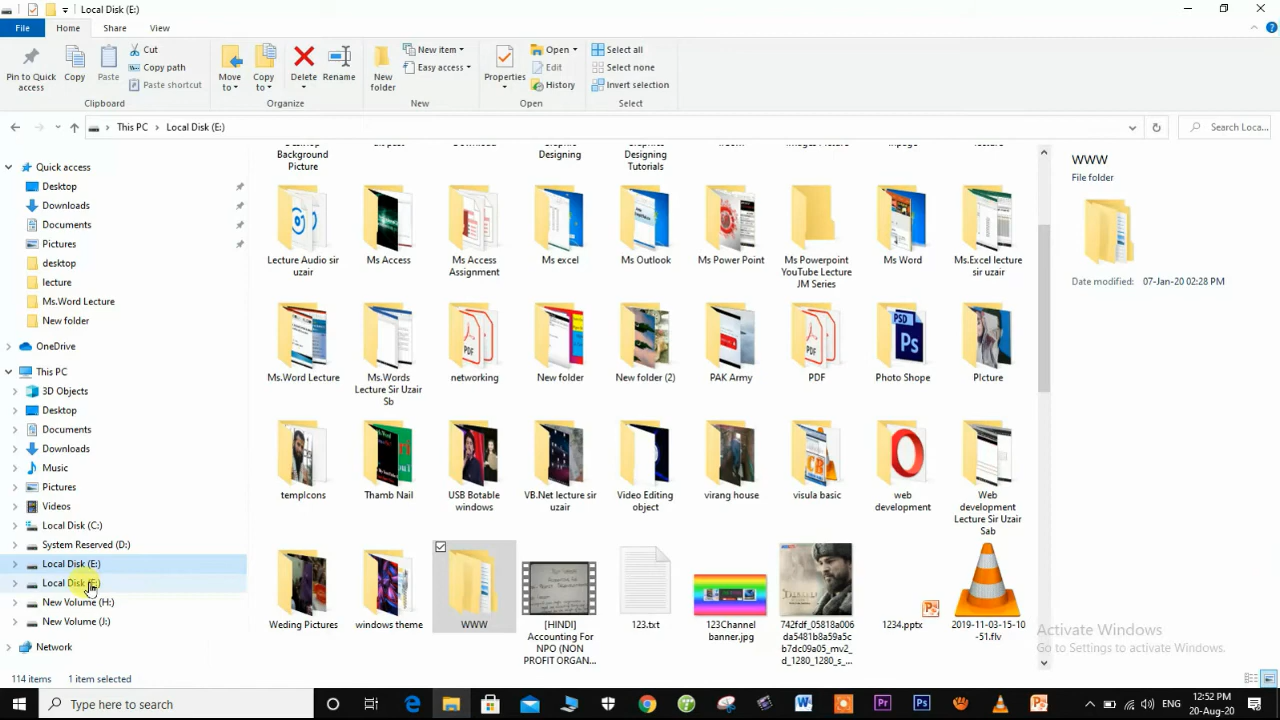 Local Disk (E:)
File
Home
Share
View
Pin to Quick access
Copy
Paste
Cut
Copy path
Paste shortcut
Clipboard
Move to
Copy to
Delete
Rename
Organize
New folder
New item
Easy access
New
Properties
Open
Edit
History
Open
Select all
Select none
Invert selection
Select
This PC
Local Disk (E:)
Search Loca...
Quick access
Desktop
Downloads
Documents
Pictures
desktop
lecture
Ms.Word Lecture
New folder
OneDrive
This PC
3D Objects
Desktop
Documents
Downloads
Music
Pictures
Videos
Local Disk (C:)
System Reserved (D:)
Local Disk (E:)
Local Disk
New Volume (H:)
New Volume (J:)
Network
Background
Picture
Designing
Designing
Tutorials
Lecture Audio sir
uzair
Ms Access
Ms Access
Assignment
Ms excel
Ms Outlook
Ms Power Point
Ms Powerpoint
YouTube Lecture
JM Series
Ms Word
Ms.Excel lecture
sir uzair
Ms.Word Lecture
Ms.Words
Lecture Sir Uzair
Sb
networking
New folder
New folder (2)
PAK Army
PDF
Photo Shope
PIcture
templcons
Thamb Nail
USB Botable
windows
VB.Net lecture sir
uzair
Video Editing
object
virang house
visula basic
web
development
Web
development
Lecture Sir Uzair
Sab
Weding Pictures
windows theme
WWW
[HINDI]
Accounting For
NPO (NON
PROFIT ORGAN...
123.txt
123Channel
banner.jpg
742fdf_05818a006
da5481b8a59a5c
b7dc09a05_mv2_
d_1280_1280_s_...
1234.pptx
2019-11-03-15-10
-51.flv
WWW
File folder
Date modified: 07-Jan-20 02:28 PM
Activate Windows
Go to Settings to activate Windows.
114 items
1 item selected
Type here to search
ENG
12:52 PM
20-Aug-20